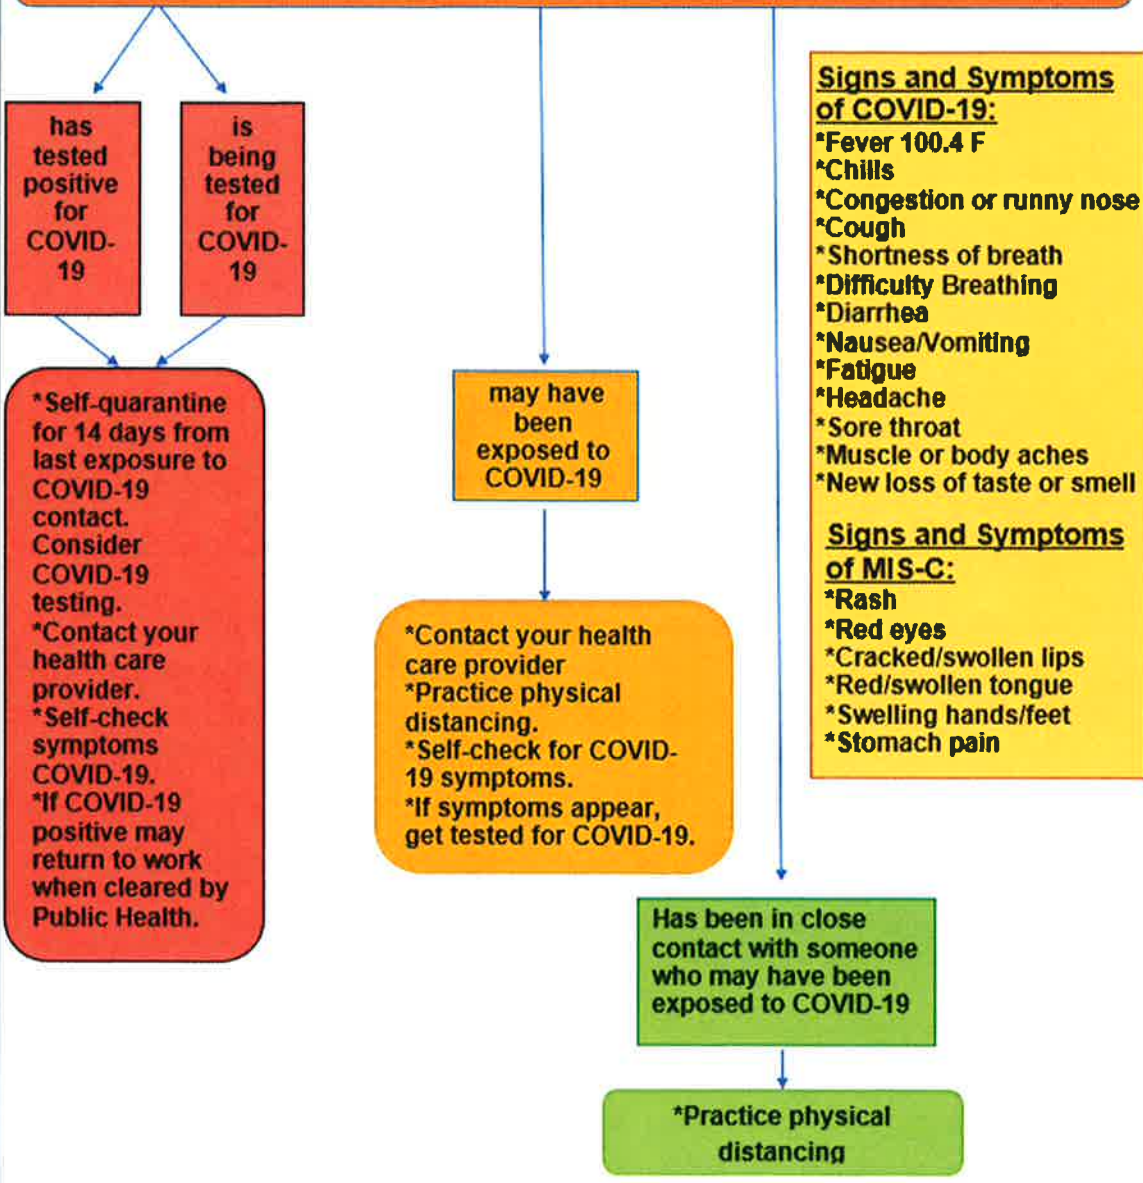 has
tested
positive
for
COVID-
19
is
being
tested
for
COVID-
19
*Self-quarantine
for 14 days from
last exposure to
COVID-19
contact.
Consider
COVID-19
testing.
*Contact your
health care
provider.
*Self-check
symptoms
COVID-19.
*If COVID-19
positive may
return to work
when cleared by
Public Health.
may have
been
exposed to
COVID-19
*Contact your health
care provider
*Practice physical
distancing.
*Self-check for COVID-
19 symptoms.
*If symptoms appear,
get tested for COVID-19.
Has been in close
contact with someone
who may have been
exposed to COVID-19
*Practice physical
distancing
Signs and Symptoms
of COVID-19:
*Fever 100.4 F
*Chills
*Congestion or runny nose
*Cough
*Shortness of breath
*Difficulty Breathing
*Diarrhea
*Nausea/Vomiting
*Fatigue
*Headache
*Sore throat
*Muscle or body aches
*New loss of taste or smell
Signs and Symptoms
of MIS-C:
*Rash
*Red eyes
*Cracked/swollen lips
*Red/swollen tongue
*Swelling hands/feet
*Stomach pain